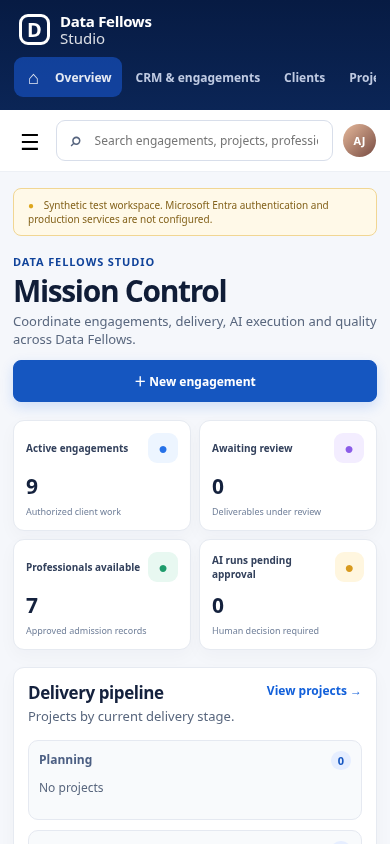 D
Data Fellows
Studio
Overview
CRM & engagements
Clients
Search engagements, projects,
AJ
Synthetic test workspace. Microsoft Entra authentication and
production services are not configured.
DATA FELLOWS STUDIO
Mission Control
Coordinate engagements, delivery, AI execution and quality
across Data Fellows.
+ New engagement
Active engagements
9
Authorized client work
Awaiting review
0
Deliverables under review
Professionals available
7
Approved admission records
AI runs pending
approval
0
Human decision required
Delivery pipeline
View projects →
Projects by current delivery stage.
Planning
0
No projects